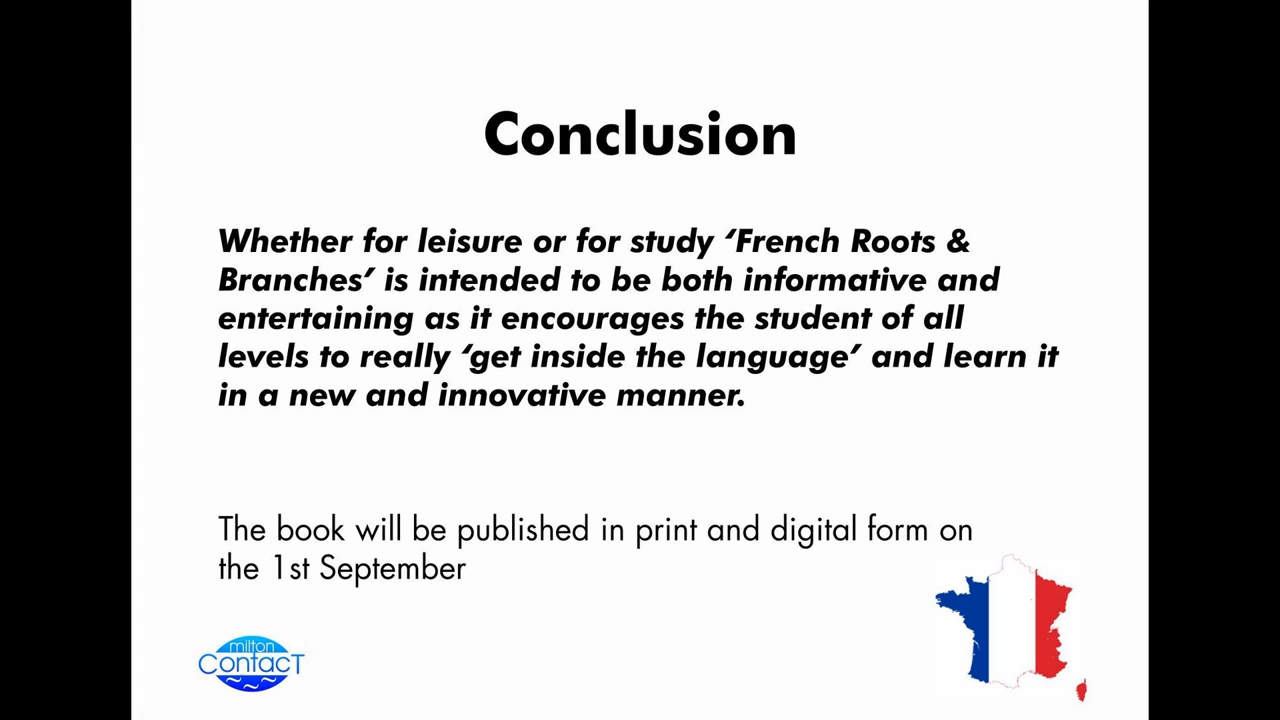 Conclusion
Whether for leisure or for study ‘French Roots &
Branches’ is intended to be both informative and
entertaining as it encourages the student of all
levels to really ‘get inside the language’ and learn it
in a new and innovative manner.
The book will be published in print and digital form on
the 1st September
milton
ContacT